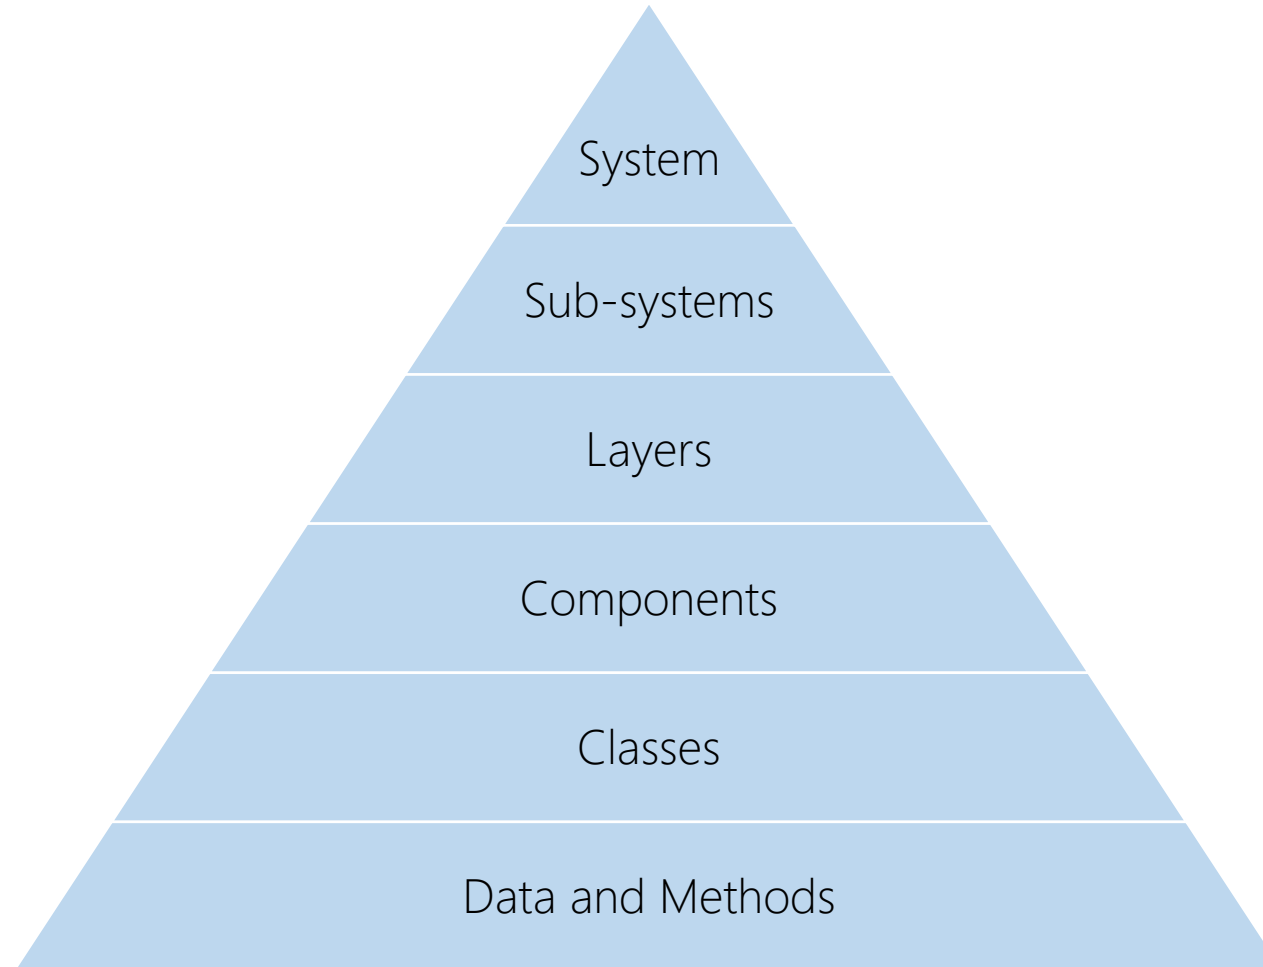 System
Sub-systems
Layers
Components
Classes
Data and Methods